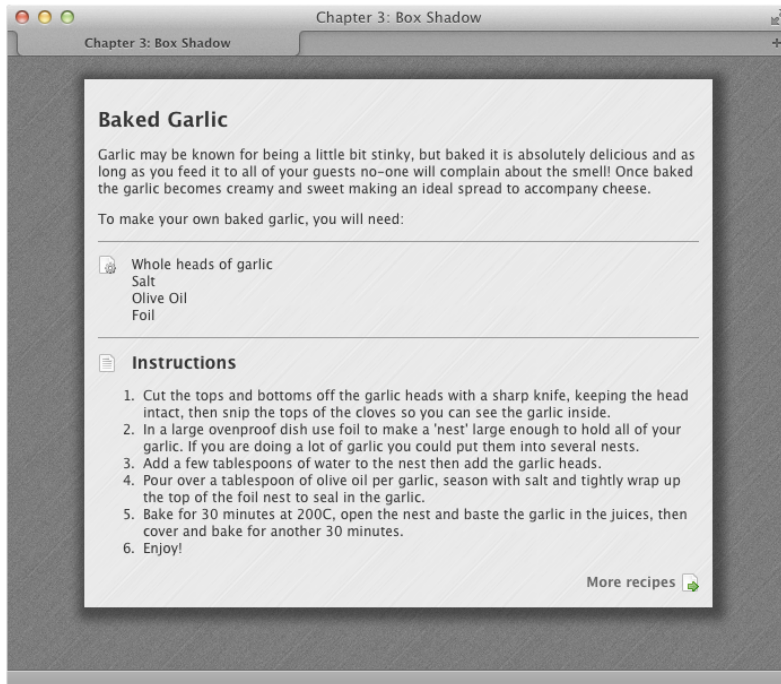 Chapter 3: Box Shadow
Chapter 3: Box Shadow
Baked Garlic
Garlic may be known for being a little bit stinky, but baked it is absolutely delicious and as
long as you feed it to all of your guests no-one will complain about the smell! Once baked
the garlic becomes creamy and sweet making an ideal spread to accompany cheese.
To make your own baked garlic, you will need:
Whole heads of garlic
Salt
Olive Oil
Foil
Instructions
1. Cut the tops and bottoms off the garlic heads with a sharp knife, keeping the head
intact, then snip the tops of the cloves so you can see the garlic inside.
2. In a large ovenproof dish use foil to make a 'nest' large enough to hold all of your
garlic. If you are doing a lot of garlic you could put them into several nests.
3. Add a few tablespoons of water to the nest then add the garlic heads.
4. Pour over a tablespoon of olive oil per garlic, season with salt and tightly wrap up
the top of the foil nest to seal in the garlic.
5. Bake for 30 minutes at 200C, open the nest and baste the garlic in the juices, then
cover and bake for another 30 minutes.
6. Enjoy!
More recipes